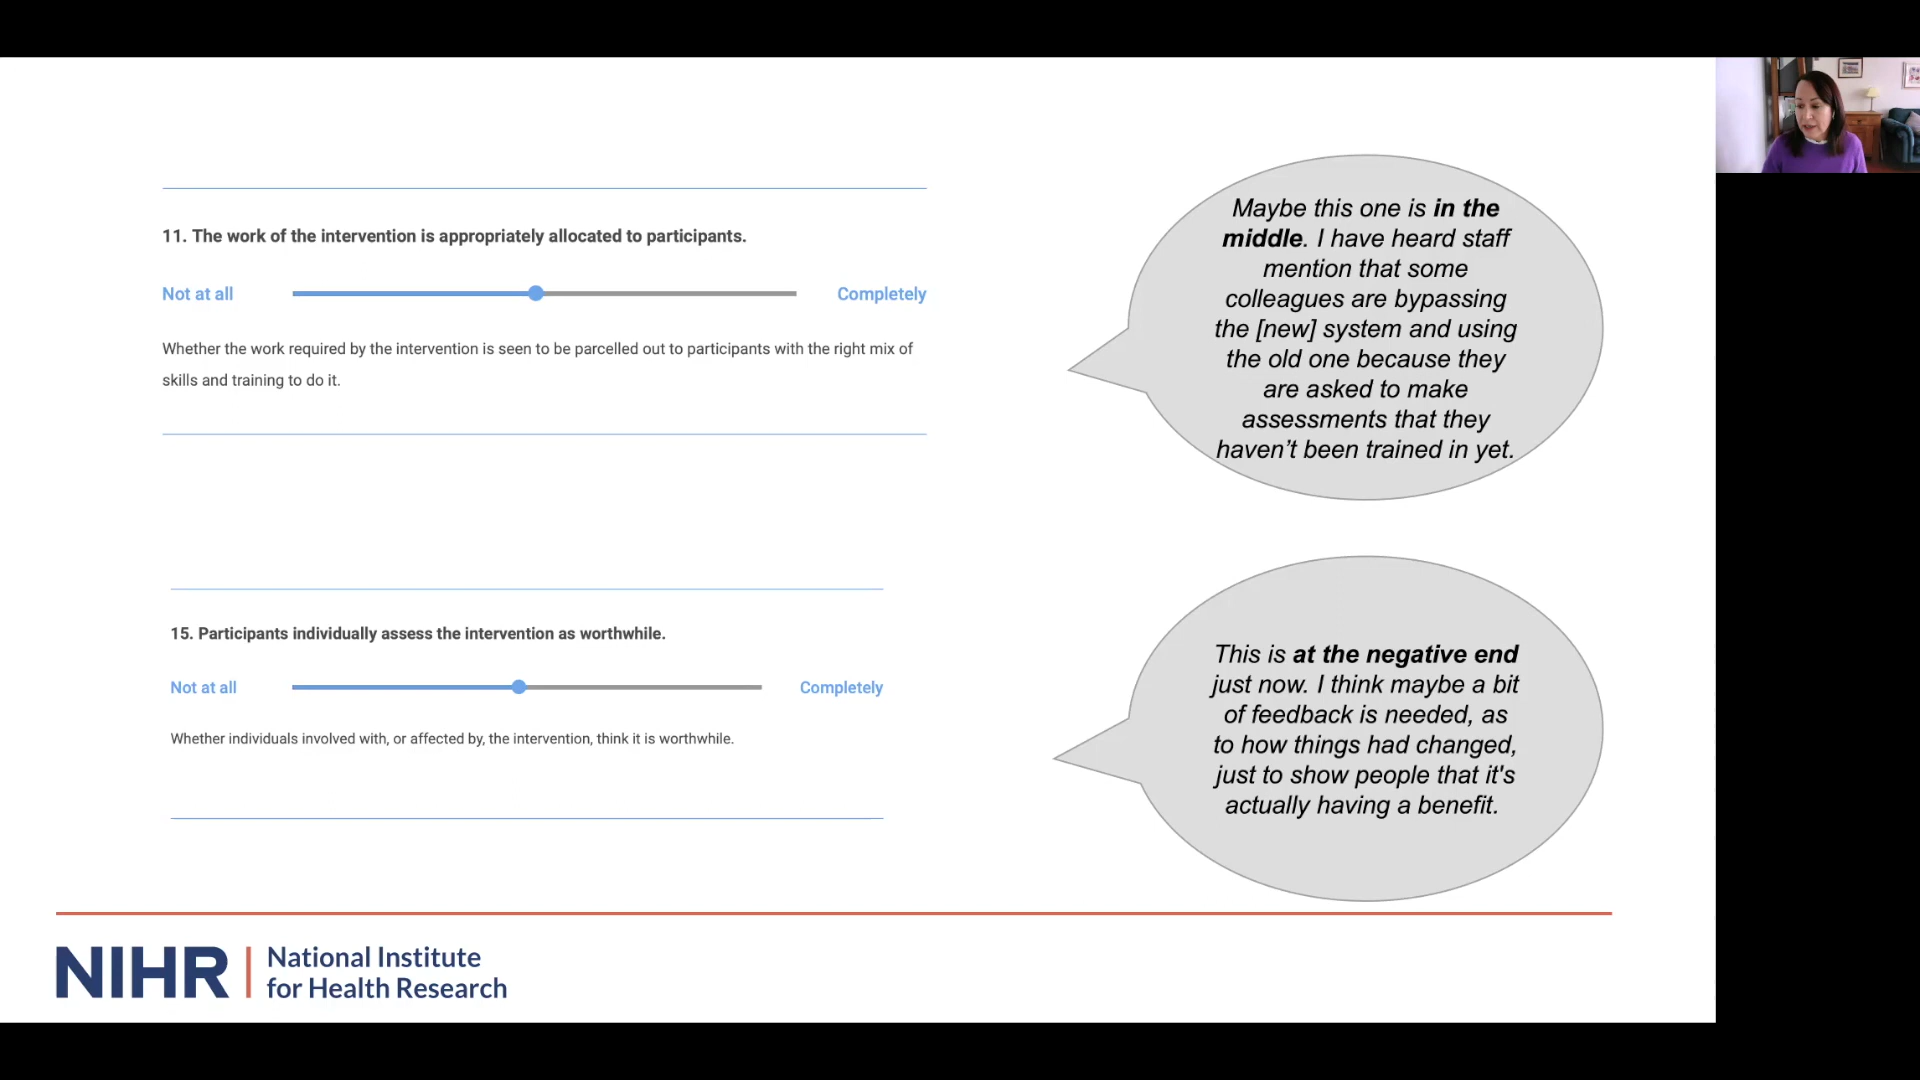 11. The work of the intervention is appropriately allocated to participants.
Not at all
Completely
Whether the work required by the intervention is seen to be parcelled out to participants with the right mix of
skills and training to do it.
Maybe this one is in the
middle. I have heard staff
mention that some
colleagues are bypassing
the [new] system and using
the old one because they
are asked to make
assessments that they
haven’t been trained in yet.
15. Participants individually assess the intervention as worthwhile.
Not at all
Completely
Whether individuals involved with, or affected by, the intervention, think it is worthwhile.
This is at the negative end
just now. I think maybe a bit
of feedback is needed, as
to how things had changed,
just to show people that it's
actually having a benefit.
NIHR
National Institute
for Health Research